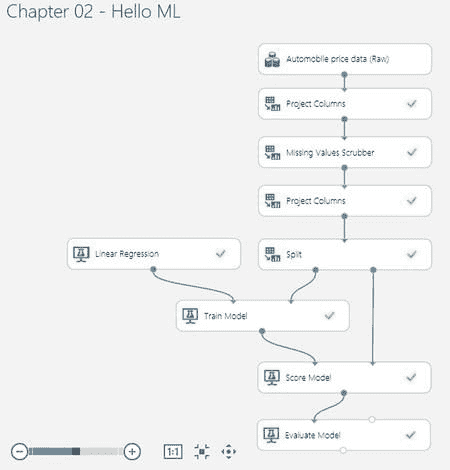 Chapter 02 - Hello ML
Automobile price data (Raw)
Project Columns
Missing Values Scrubber
Project Columns
Linear Regression
Split
Train Model
Score Model
Evaluate Model
1:1